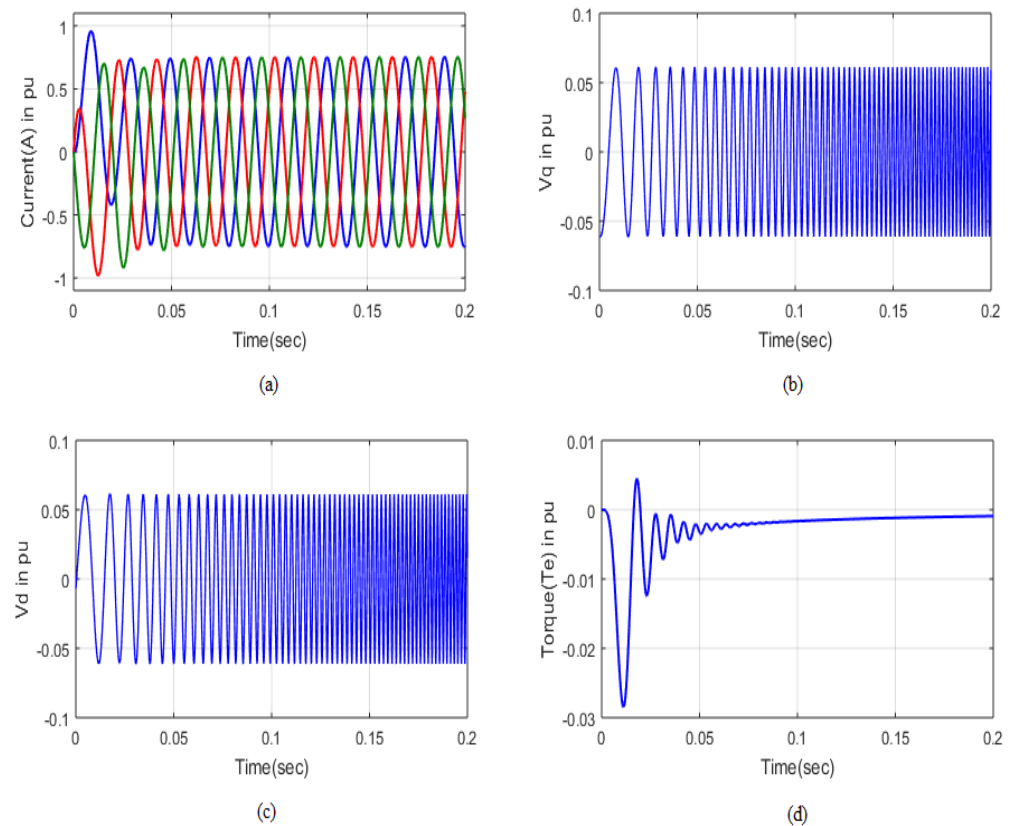 1
0.5
0
-0.5
-1
Current(A) in pu
0 0.05 0.1 0.15 0.2
Time(sec)
(a)
0.1
0.05
0
-0.05
-0.1
Vq in pu
0 0.05 0.1 0.15 0.2
Time(sec)
(b)
0.1
0.05
0
-0.05
-0.1
Vd in pu
0 0.05 0.1 0.15 0.2
Time(sec)
(c)
0.01
0
-0.01
-0.02
-0.03
Torque(Te) in pu
0 0.05 0.1 0.15 0.2
Time(sec)
(d)